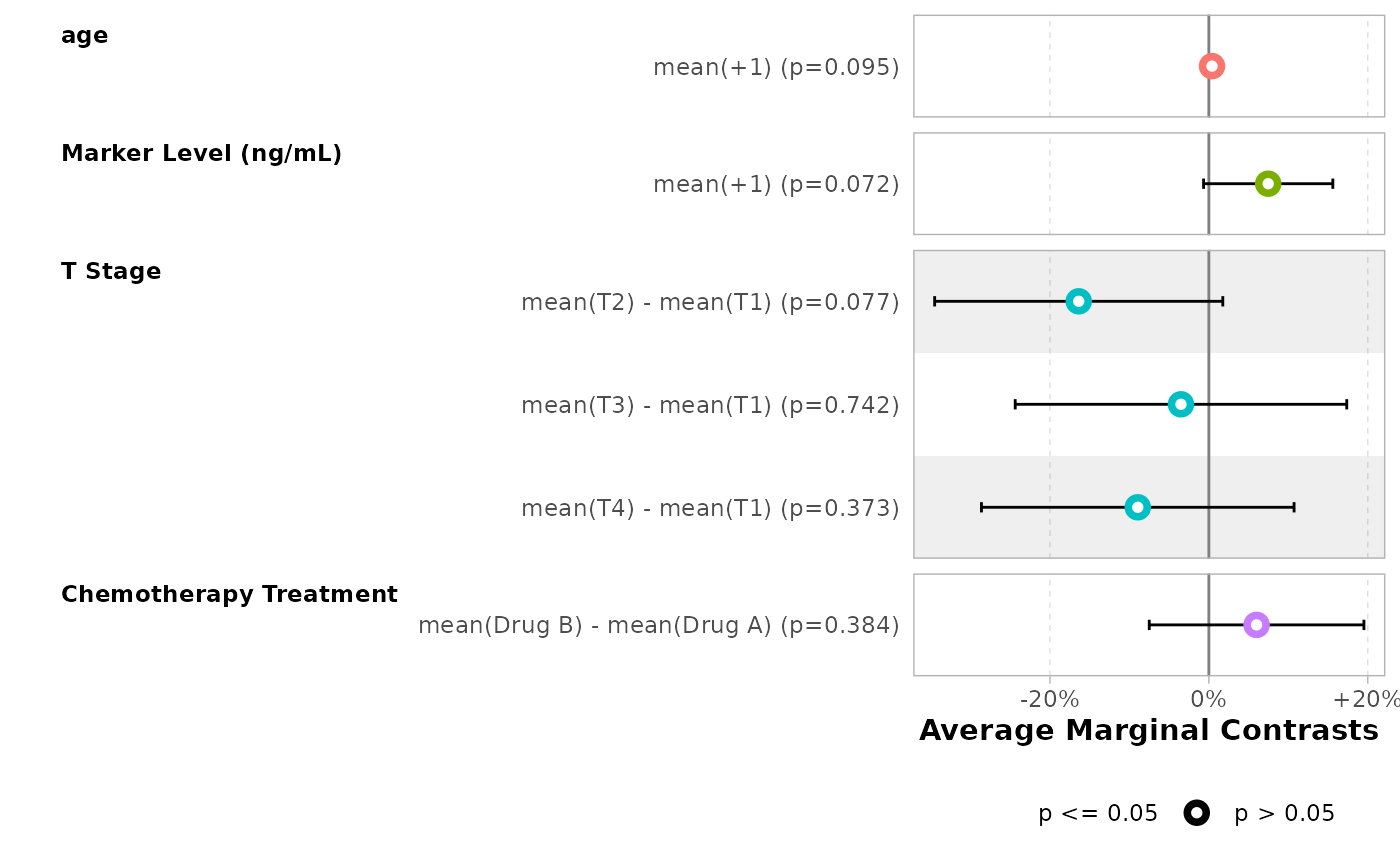 age
mean(+1) (p=0.095)
Marker Level (ng/mL)
mean(+1) (p=0.072)
T Stage
mean(T2) - mean(T1) (p=0.077)
mean(T3) - mean(T1) (p=0.742)
mean(T4) - mean(T1) (p=0.373)
Chemotherapy Treatment
mean(Drug B) - mean(Drug A) (p=0.384)
-20% 0% +20%
Average Marginal Contrasts
p <= 0.05 p > 0.05